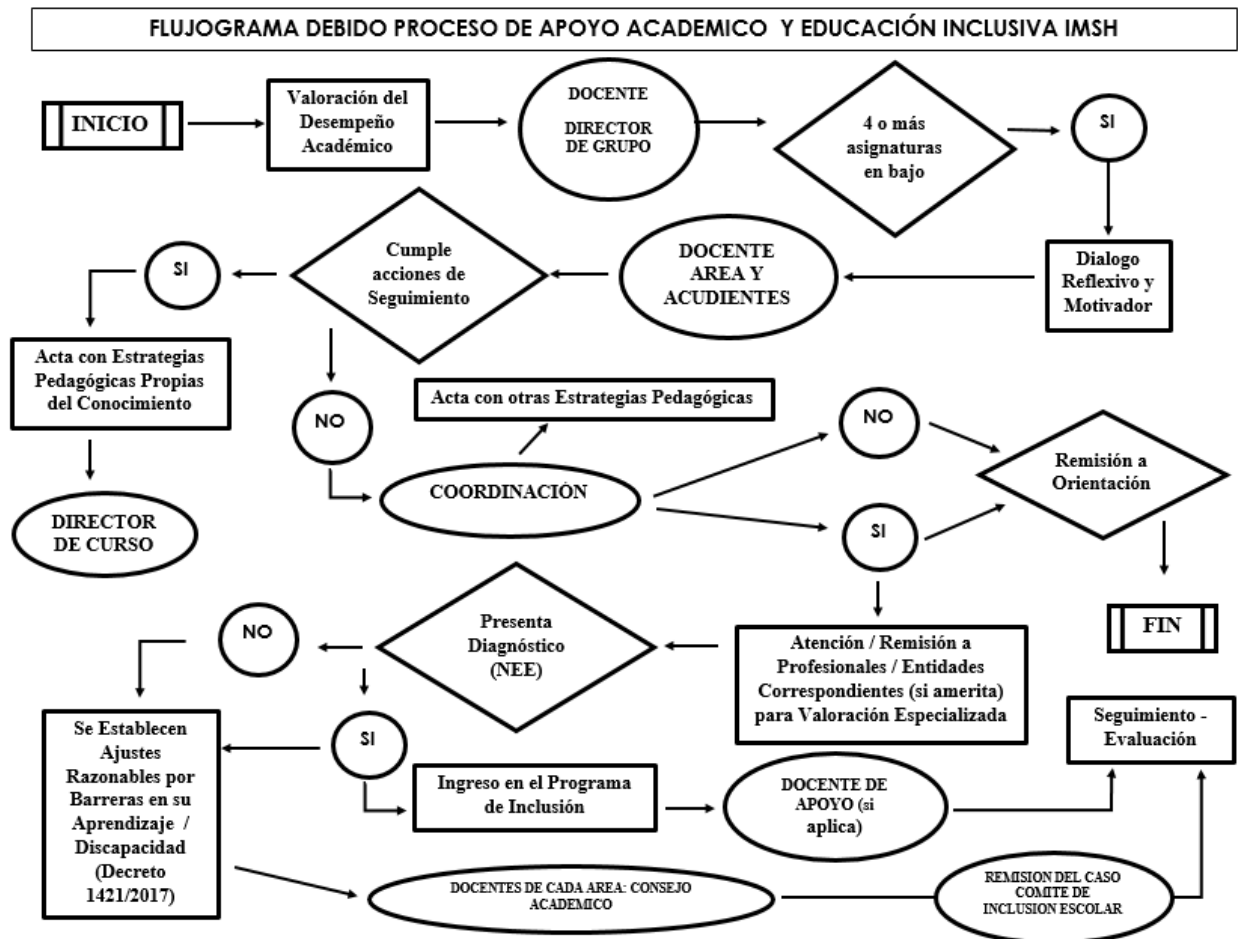 FLUJOGRAMA DEBIDO PROCESO DE APOYO ACADEMICO Y EDUCACIÓN INCLUSIVA IMSH
INICIO
Valoración del
Desempeño
Académico
DOCENTE
DIRECTOR
DE GRUPO
4 o más
asignaturas
en bajo
SI
Dialogo
Reflexivo y
Motivador
DOCENTE
AREA Y
ACUDIENTES
Cumple
acciones de
Seguimiento
SI
Acta con Estrategias
Pedagógicas Propias
del Conocimiento
DIRECTOR
DE CURSO
NO
Acta con otras Estrategias Pedagógicas
COORDINACIÓN
NO
SI
Remisión a
Orientación
FIN
Atención / Remisión a
Profesionales / Entidades
Correspondientes (si amerita)
para Valoración Especializada
Presenta
Diagnóstico
(NEE)
NO
SI
Se Establecen
Ajustes
Razonables por
Barreras en su
Aprendizaje /
Discapacidad
(Decreto
1421/2017)
Ingreso en el Programa
de Inclusión
DOCENTE DE
APOYO (si
aplica)
Seguimiento -
Evaluación
DOCENTES DE CADA AREA: CONSEJO
ACADEMICO
REMISION DEL CASO
COMITE DE
INCLUSION ESCOLAR